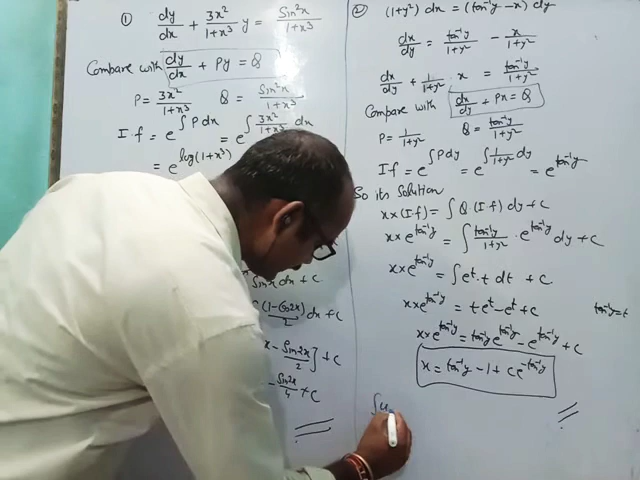 ① dy/dx + 3x²/1+x³ y = Sin²x/1+x³
Compare with dy/dx + Py = Q
P = 3x²/1+x³ Q = Sin²x/1+x³
If = e^∫Pdx = e^∫3x²/1+x³ dx
= e^log(1+x³)
Sin²x dx + C
(1-Cos2x)/2 dx + C
x - Sin2x/2] + C
- Sin2x/4 + C
② (1+y²) dx = (tan⁻¹y - x) dy
dx/dy = tan⁻¹y/1+y² - x/1+y²
dx/dy + 1/1+y² · x = tan⁻¹y/1+y²
Compare with dx/dy + Px = Q
P = 1/1+y² Q = tan⁻¹y/1+y²
If = e^∫Pdy = e^∫1/1+y² dy = e^tan⁻¹y
So its Solution
x×(If) = ∫Q(If) dy + C
x×e^tan⁻¹y = ∫tan⁻¹y/1+y² · e^tan⁻¹y dy + C
x×e^tan⁻¹y = ∫e^t · t dt + C
x×e^tan⁻¹y = te^t - e^t + C tan⁻¹y = t
x×e^tan⁻¹y = tan⁻¹y e^tan⁻¹y - e^tan⁻¹y + C
x = tan⁻¹y - 1 + Ce^-tan⁻¹y